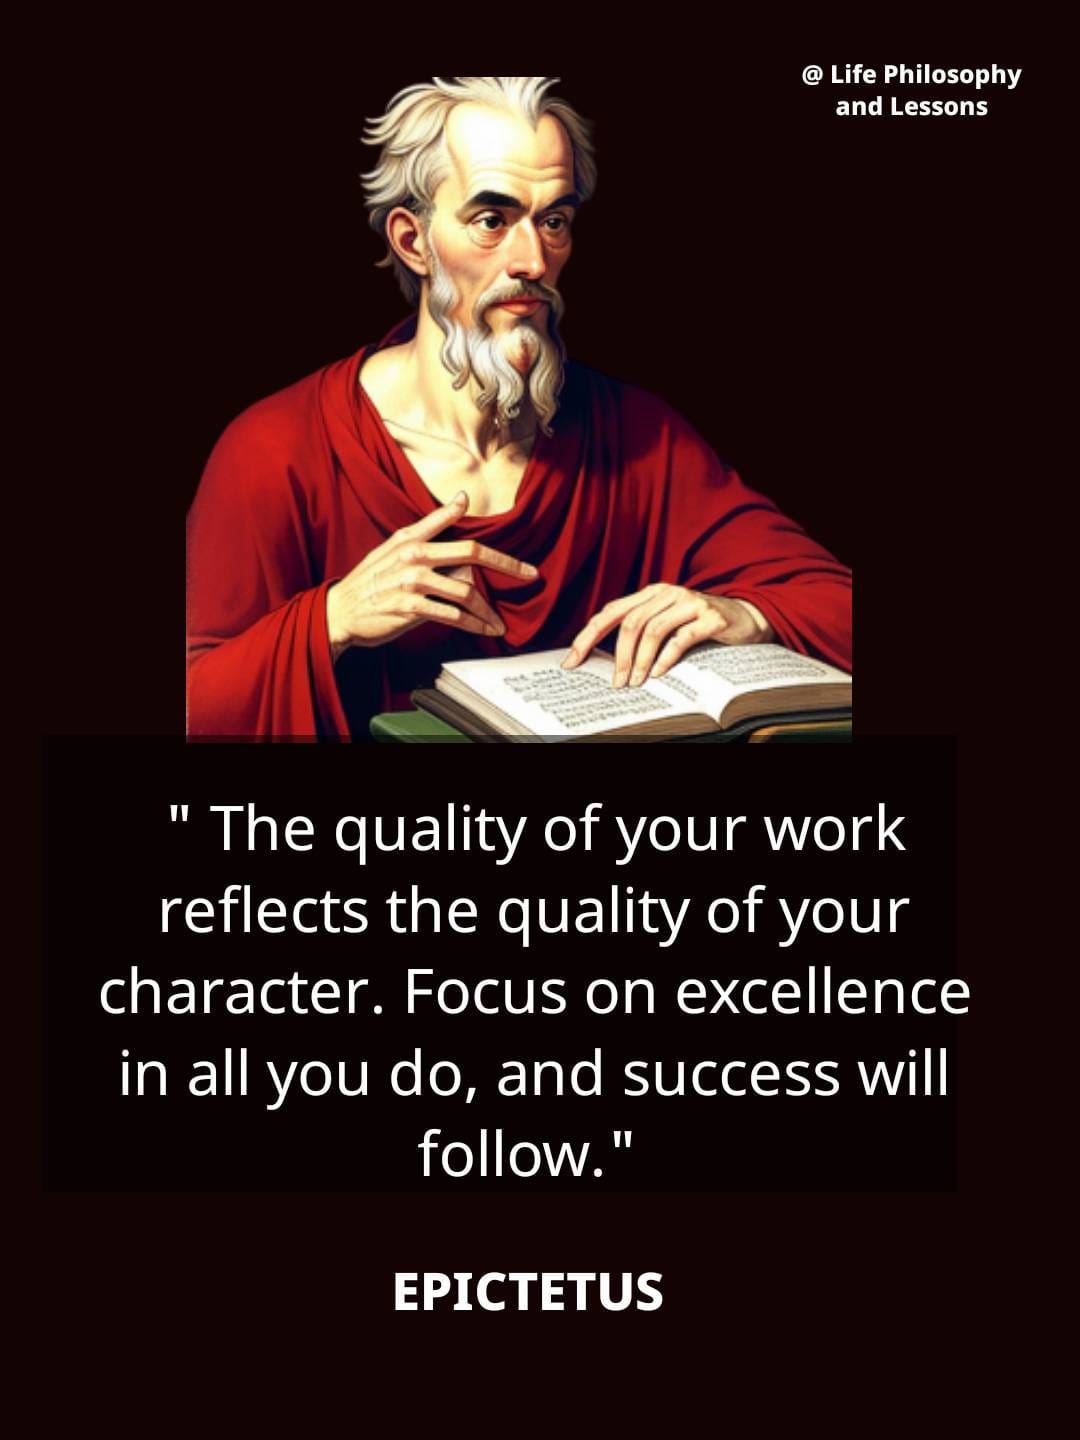 @ Life Philosophy
and Lessons
" The quality of your work
reflects the quality of your
character. Focus on excellence
in all you do, and success will
follow."
EPICTETUS